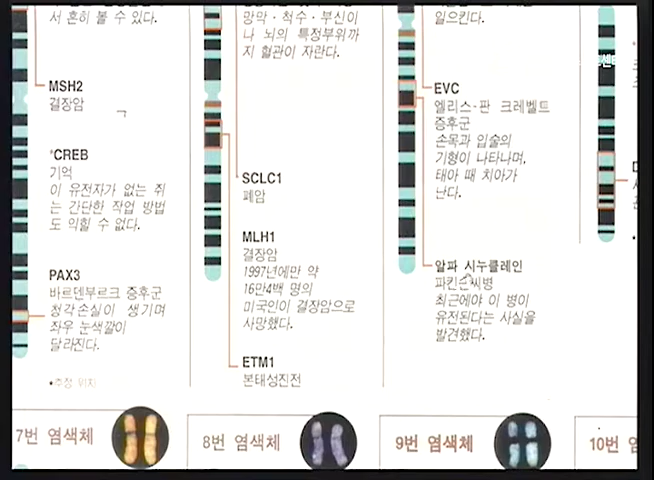 서 흔히 볼 수 있다.
MSH2
결장암
*CREB
기억
이 유전자가 없는 쥐
는 간단한 작업 방법
도 익힐 수 없다.
PAX3
바르덴부르크 증후군
청각손실이 생기며
좌우 눈색깔이
달라진다.
*추정 위치
망막·척수·부신이
나 뇌의 특정부위까
지 혈관이 자란다.
SCLC1
폐암
MLH1
결장암
1997년에만 약
16만4백 명의
미국인이 결장암으로
사망했다.
ETM1
본태성진전
일으킨다.
EVC
엘리스-판 크레벨트
증후군
손목과 입술의
기형이 나타나며,
태아 때 치아가
난다.
알파 시누클레인
파킨슨씨병
최근에야 이 병이
유전된다는 사실을
발견했다.
7번 염색체
8번 염색체
9번 염색체
10번 염